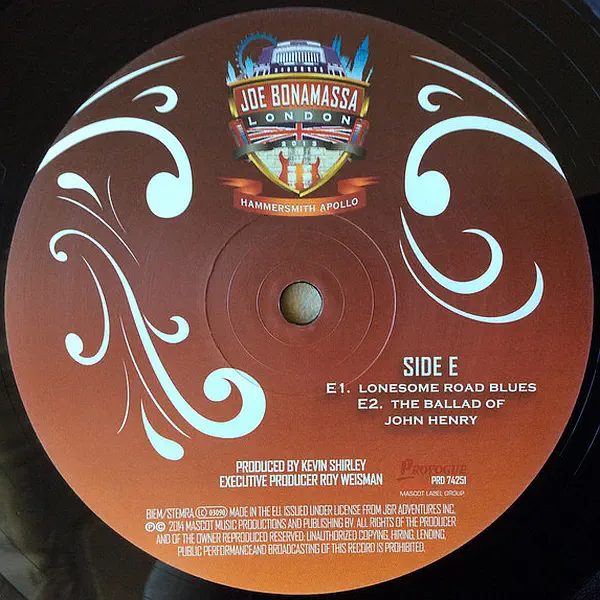 JOE BONAMASSA
LONDON
2013
HAMMERSMITH APOLLO
SIDE E
E1. LONESOME ROAD BLUES
E2. THE BALLAD OF
JOHN HENRY
PRODUCED BY KEVIN SHIRLEY
EXECUTIVE PRODUCER ROY WEISMAN
PROVOGUE
PRD 74251
MASCOT LABEL GROUP
BIEM/STEMRA LC 03090 MADE IN THE EU. ISSUED UNDER LICENSE FROM J&R ADVENTURES INC.
℗© 2014 MASCOT MUSIC PRODUCTIONS AND PUBLISHING BV. ALL RIGHTS OF THE PRODUCER
AND OF THE OWNER REPRODUCED RESERVED. UNAUTHORIZED COPYING, HIRING, LENDING,
PUBLIC PERFORMANCEAND BROADCASTING OF THIS RECORD IS PROHIBITED.